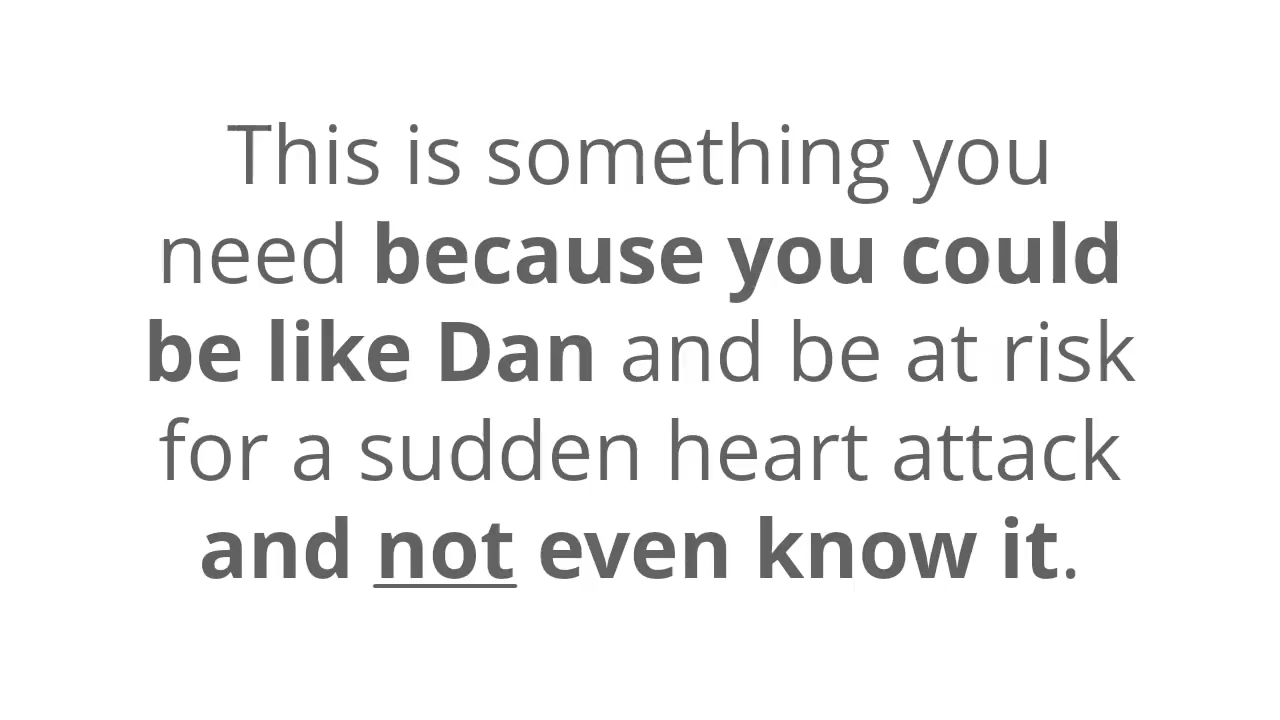 This is something you
need because you could
be like Dan and be at risk
for a sudden heart attack
and not even know it.